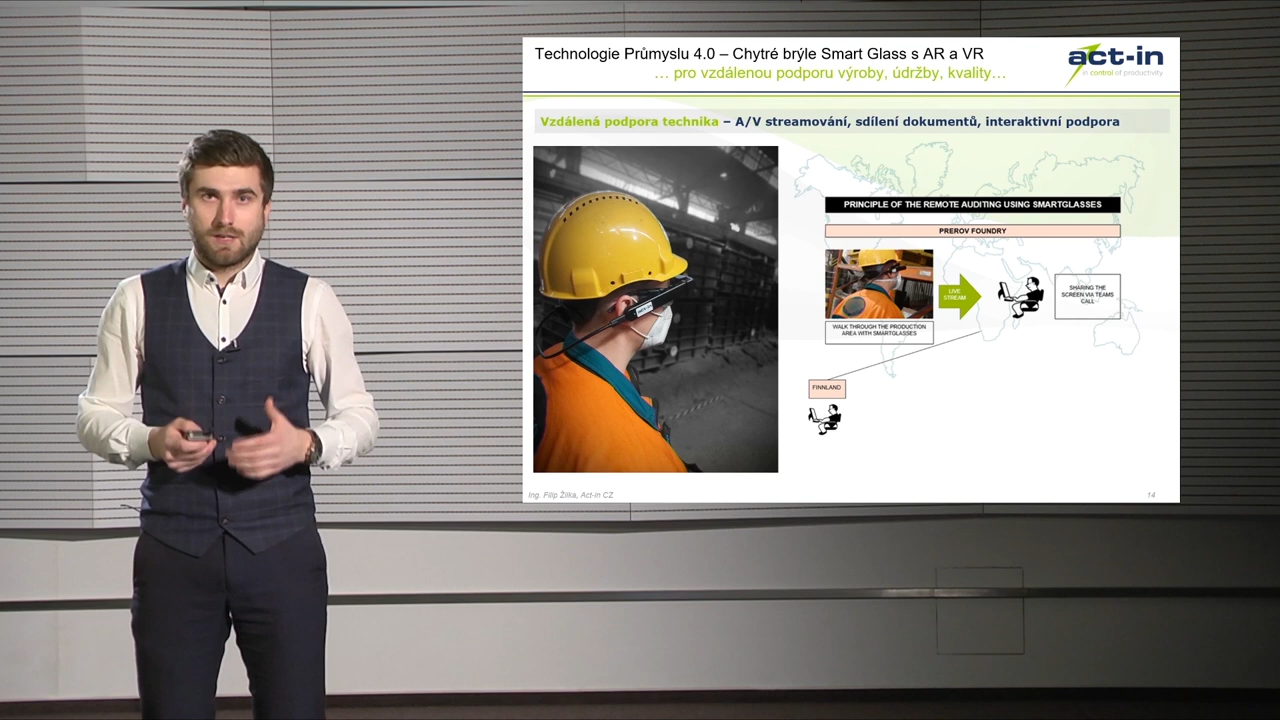 Technologie Průmyslu 4.0 – Chytré brýle Smart Glass s AR a VR
… pro vzdálenou podporu výroby, údržby, kvality…
act-in
in control of productivity
Vzdálená podpora technika – A/V streamování, sdílení dokumentů, interaktivní podpora
PRINCIPLE OF THE REMOTE AUDITING USING SMARTGLASSES
PREROV FOUNDRY
LIVE
STREAM
SHARING THE
SCREEN VIA TEAMS
CALL
WALK THROUGH THE PRODUCTION
AREA WITH SMARTGLASSES
FINNLAND
Ing. Filip Žilka, Act-in CZ
14